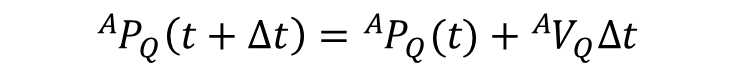 ᴬP_Q(t + Δt) = ᴬP_Q(t) + ᴬV_QΔt